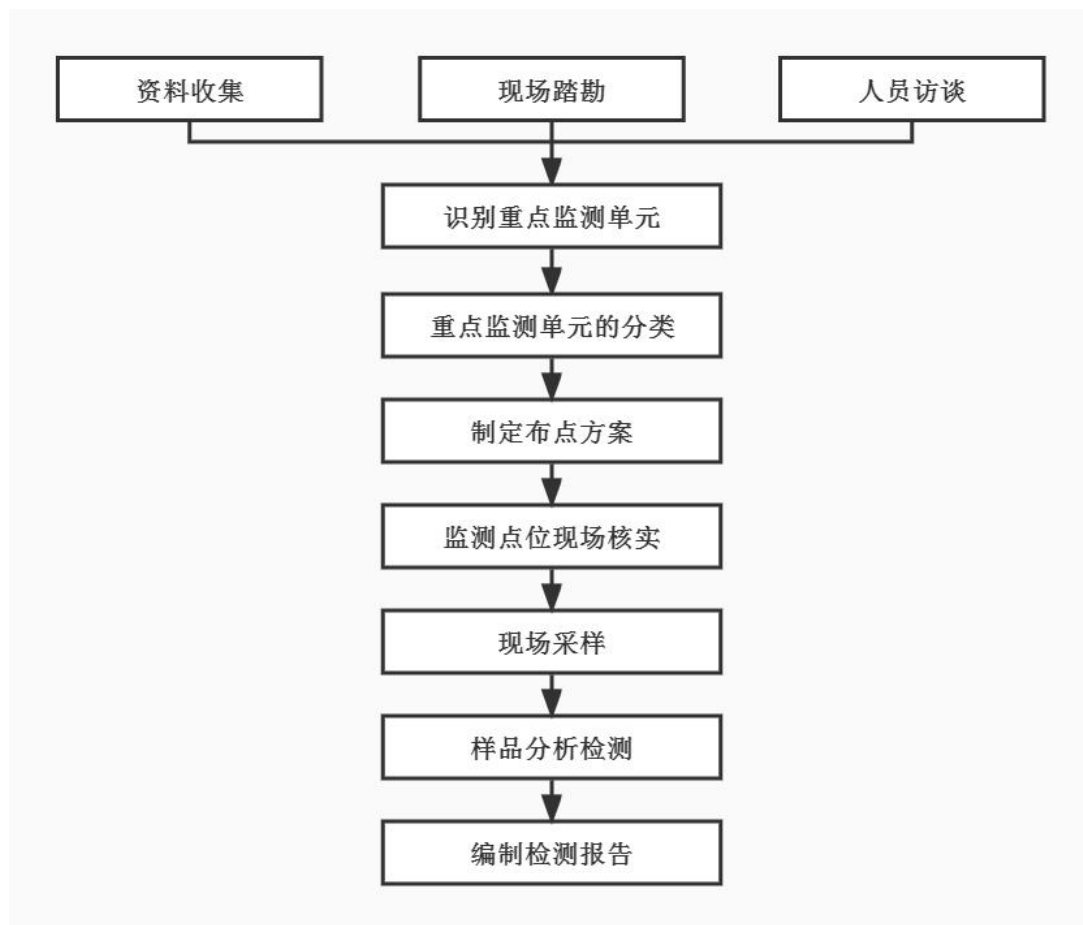 资料收集
现场踏勘
人员访谈
识别重点监测单元
重点监测单元的分类
制定布点方案
监测点位现场核实
现场采样
样品分析检测
编制检测报告